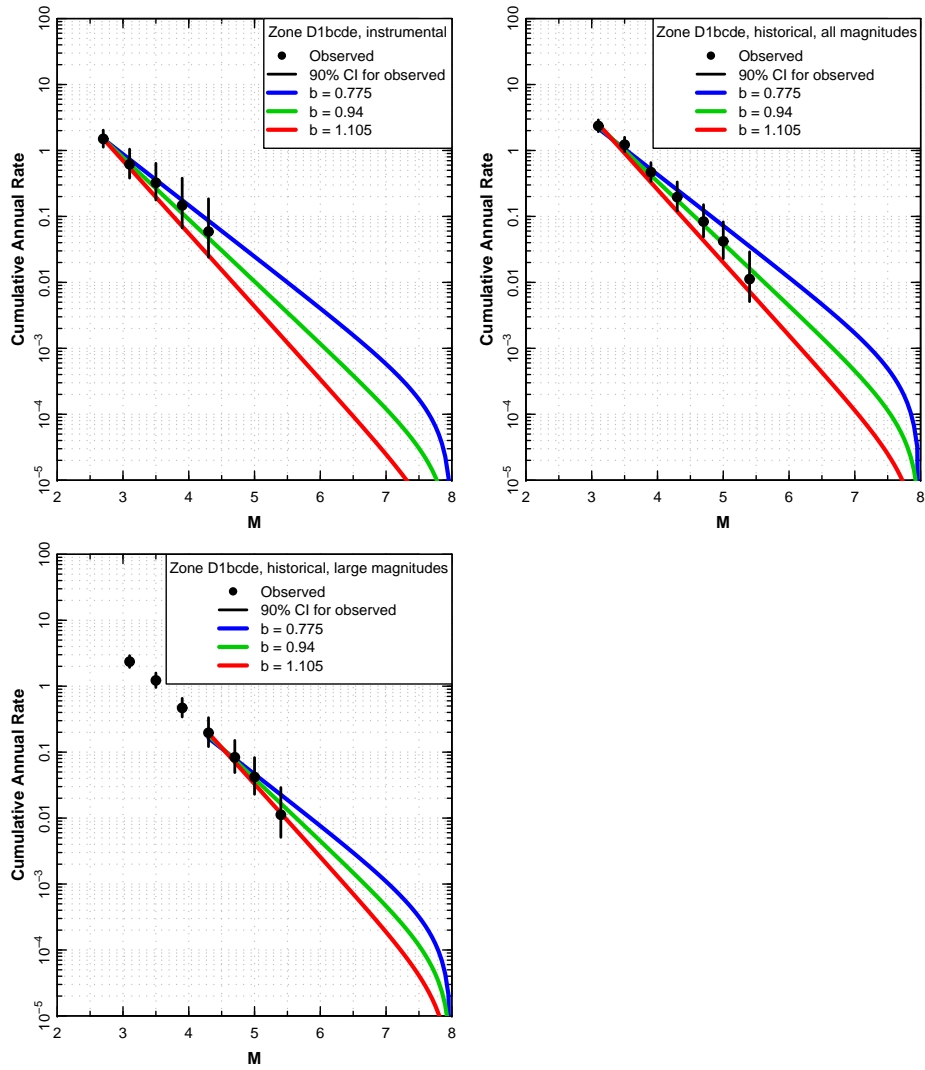 Zone D1bcde, instrumental
Observed
90% CI for observed
b = 0.775
b = 0.94
b = 1.105
100
10
1
0.1
0.01
10⁻³
10⁻⁴
10⁻⁵
Cumulative Annual Rate
2 3 4 5 6 7 8
M
Zone D1bcde, historical, all magnitudes
Observed
90% CI for observed
b = 0.775
b = 0.94
b = 1.105
100
10
1
0.1
0.01
10⁻³
10⁻⁴
10⁻⁵
Cumulative Annual Rate
2 3 4 5 6 7 8
M
Zone D1bcde, historical, large magnitudes
Observed
90% CI for observed
b = 0.775
b = 0.94
b = 1.105
100
10
1
0.1
0.01
10⁻³
10⁻⁴
10⁻⁵
Cumulative Annual Rate
2 3 4 5 6 7 8
M